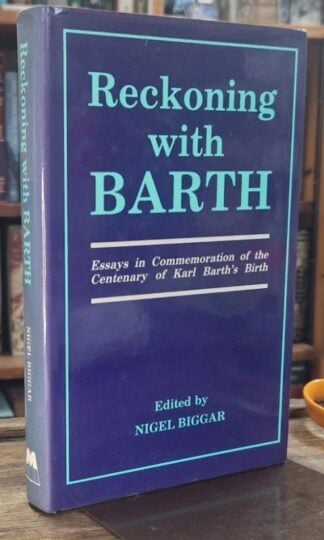 Reckoning
with
BARTH
Essays in Commemoration of the
Centenary of Karl Barth's Birth
Edited by
NIGEL BIGGAR
Reckoning with BARTH
NIGEL BIGGAR
M